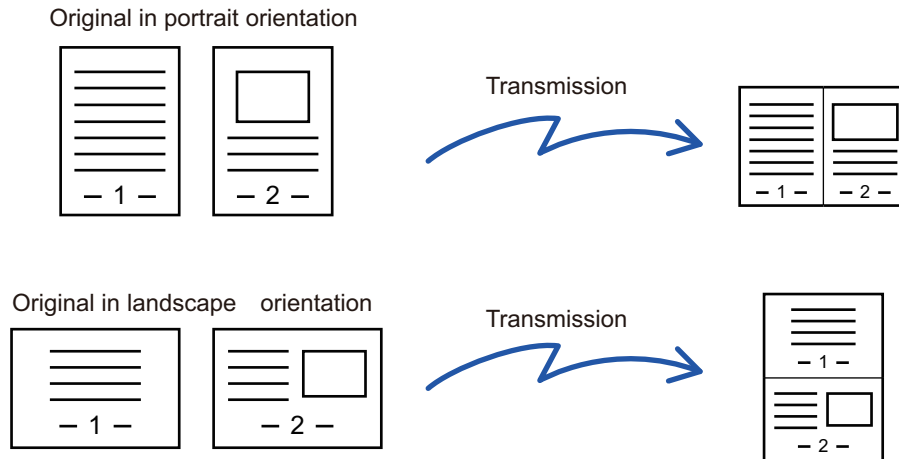 Original in portrait orientation
Transmission
– 1 –
– 2 –
– 1 –
– 2 –
Original in landscape orientation
Transmission
– 1 –
– 2 –
– 1 –
– 2 –